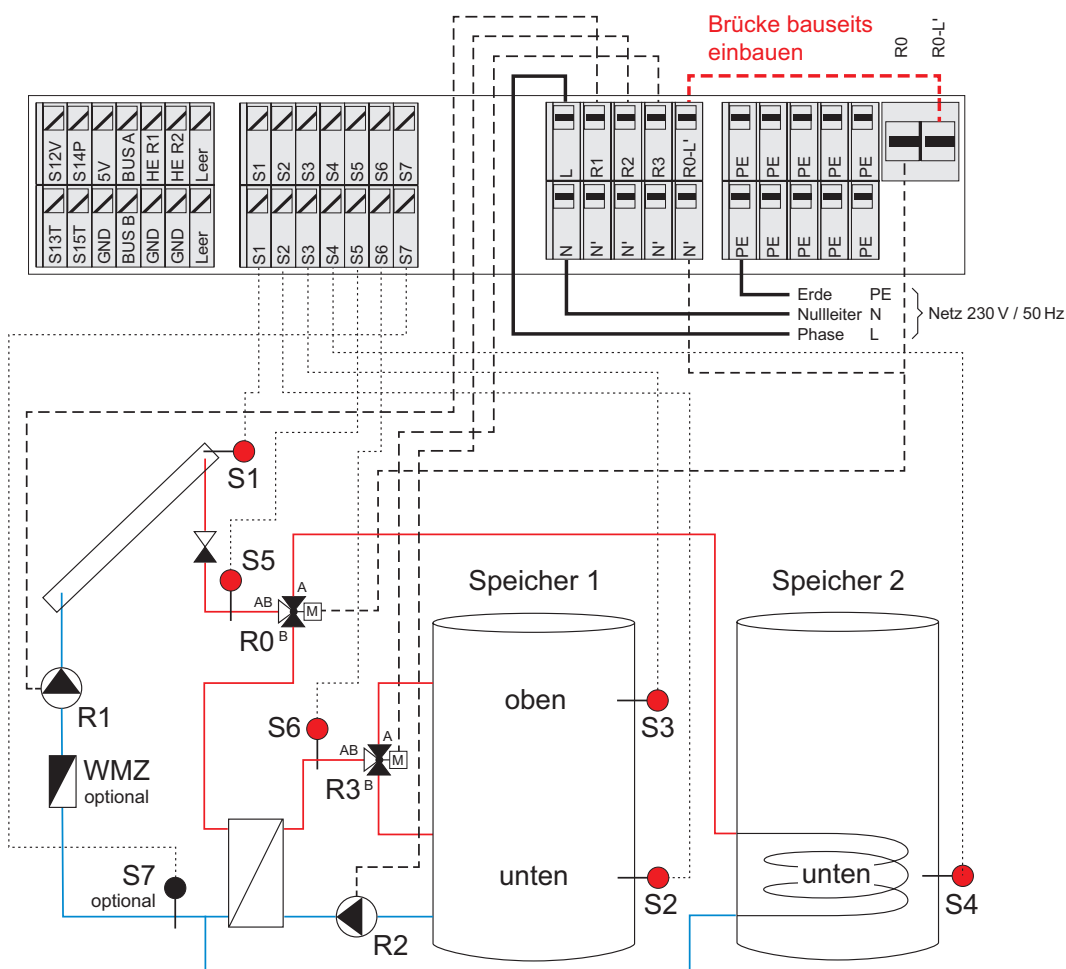 Brücke bauseits
einbauen
R0
R0-L'
S12V
S14P
5V
BUS A
HE R1
HE R2
Leer
S1
S2
S3
S4
S5
S6
S7
L
R1
R2
R3
R0-L'
PE
PE
PE
PE
PE
S13T
S15T
GND
BUS B
GND
GND
Leer
S1
S2
S3
S4
S5
S6
S7
N
N'
N'
N'
N'
PE
PE
PE
PE
PE
Erde PE
Nullleiter N
Phase L
Netz 230 V / 50 Hz
S1
S5
A
AB
M
B
R0
Speicher 1
Speicher 2
R1
S6
oben
S3
A
AB
M
B
R3
WMZ
optional
S7
optional
R2
unten
S2
unten
S4